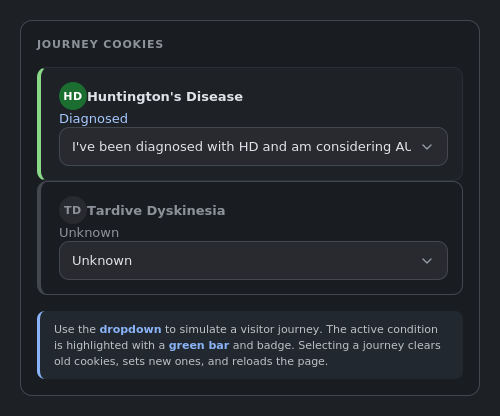 JOURNEY COOKIES
HD Huntington's Disease
Diagnosed
I've been diagnosed with HD and am considering AU
TD Tardive Dyskinesia
Unknown
Unknown
Use the dropdown to simulate a visitor journey. The active condition
is highlighted with a green bar and badge. Selecting a journey clears
old cookies, sets new ones, and reloads the page.